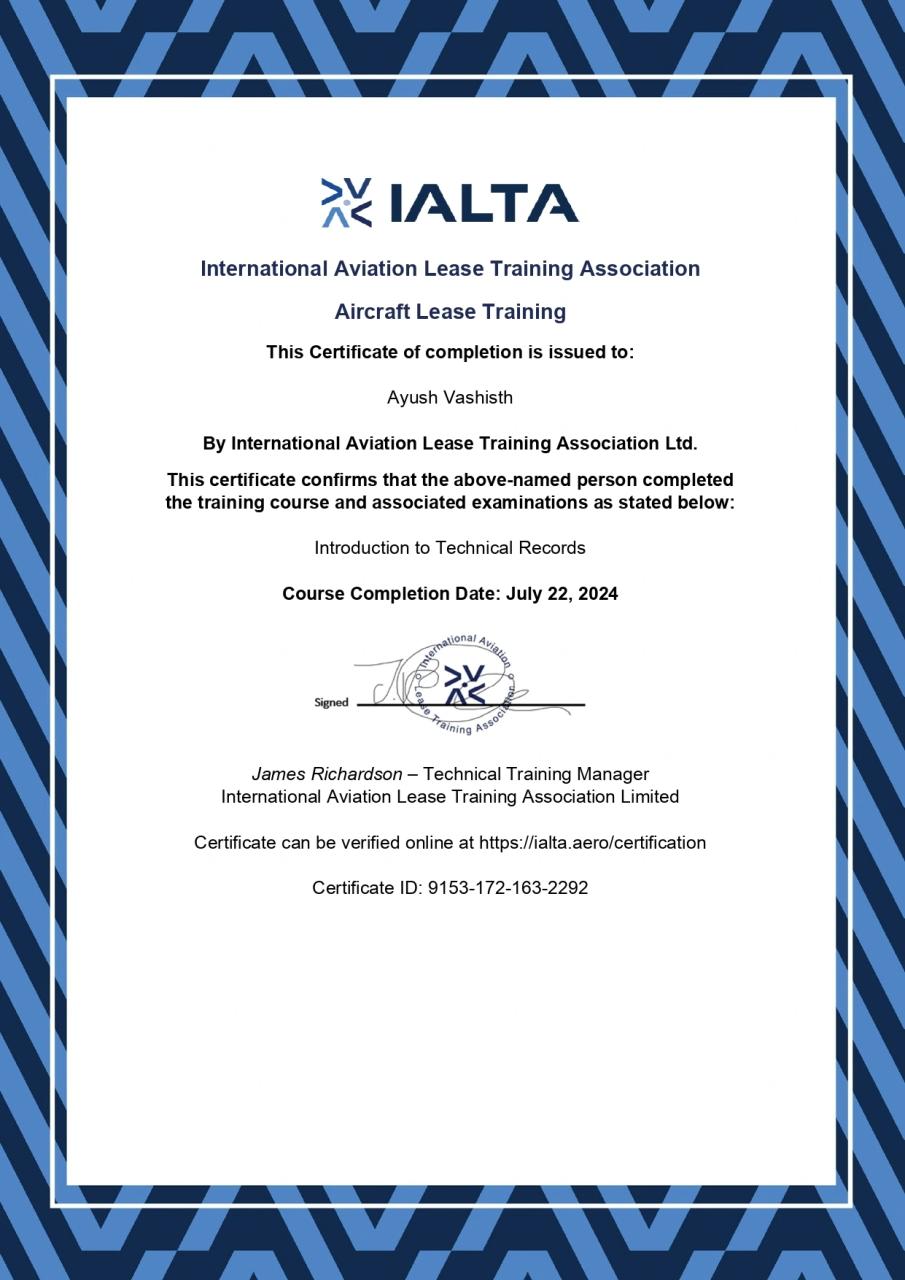 IALTA
International Aviation Lease Training Association
Aircraft Lease Training
This Certificate of completion is issued to:
Ayush Vashisth
By International Aviation Lease Training Association Ltd.
This certificate confirms that the above-named person completed
the training course and associated examinations as stated below:
Introduction to Technical Records
Course Completion Date: July 22, 2024
International Aviation
Lease Training Association
Signed
James Richardson – Technical Training Manager
International Aviation Lease Training Association Limited
Certificate can be verified online at https://ialta.aero/certification
Certificate ID: 9153-172-163-2292